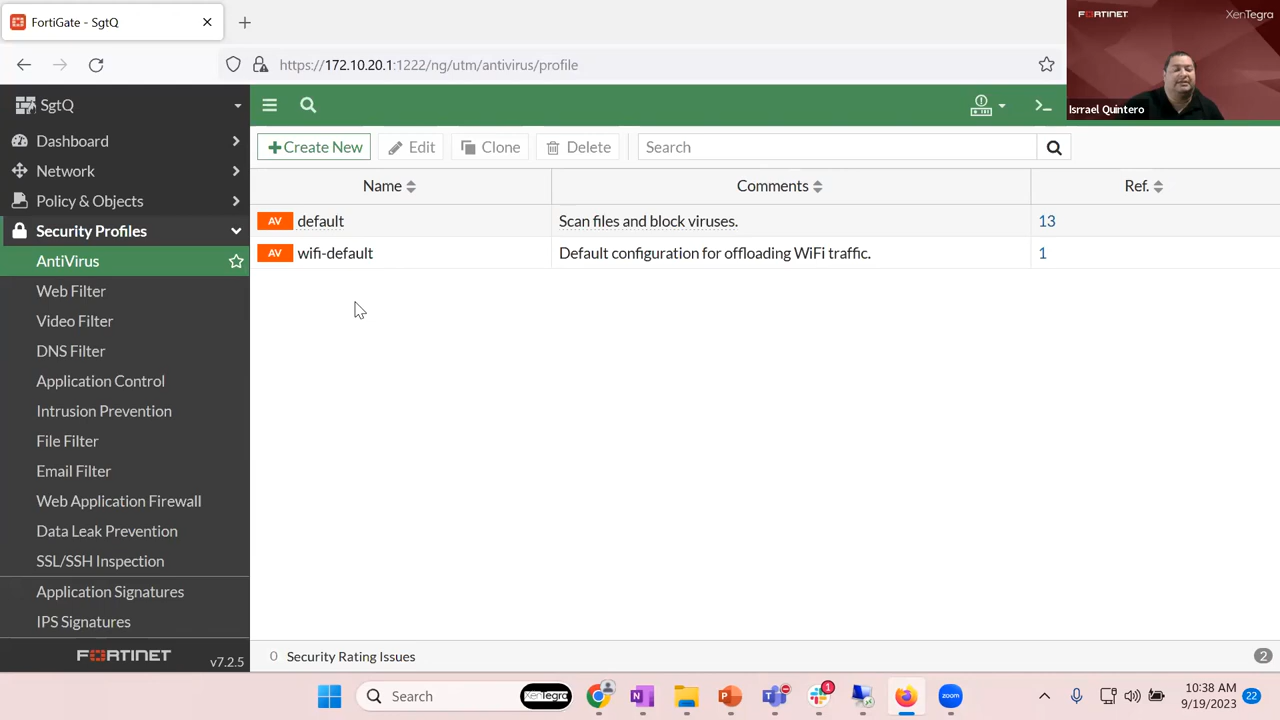 FortiGate - SgtQ
https://172.10.20.1:1222/ng/utm/antivirus/profile
FORTINET
XenTegra
Isrrael Quintero
SgtQ
Dashboard
Network
Policy & Objects
Security Profiles
AntiVirus
Web Filter
Video Filter
DNS Filter
Application Control
Intrusion Prevention
File Filter
Email Filter
Web Application Firewall
Data Leak Prevention
SSL/SSH Inspection
Application Signatures
IPS Signatures
FORTINET
v7.2.5
Create New
Edit
Clone
Delete
Search
Name
Comments
Ref.
AV default
Scan files and block viruses.
13
AV wifi-default
Default configuration for offloading WiFi traffic.
1
0 Security Rating Issues
2
Search
XenTegra
1
zoom
10:38 AM
9/19/2023
22